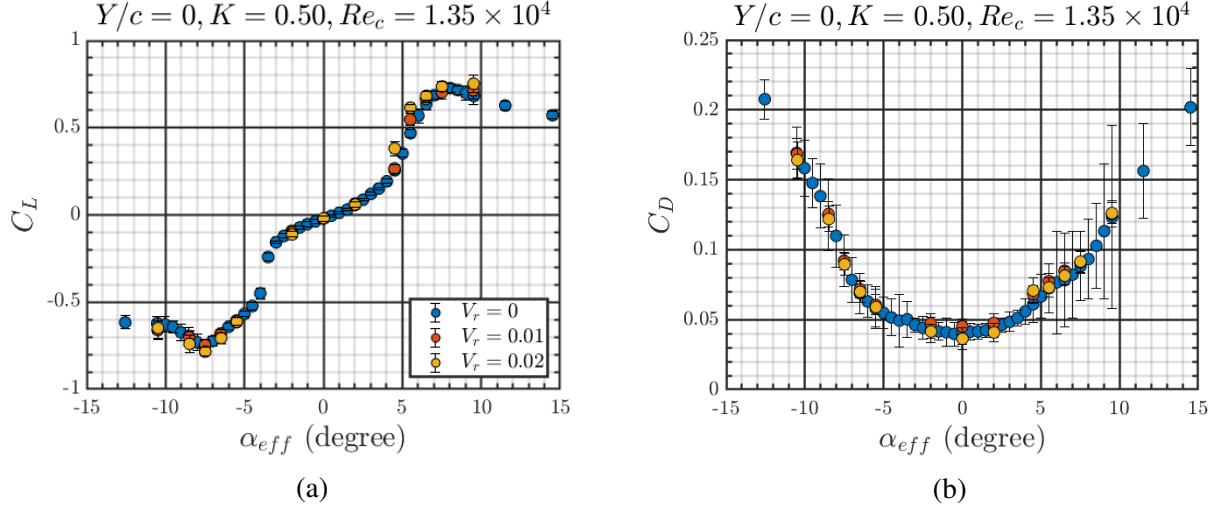 Y/c = 0, K = 0.50, Re_c = 1.35 × 10^4
1
0.5
0
-0.5
-1
C_L
V_r = 0
V_r = 0.01
V_r = 0.02
-15 -10 -5 0 5 10 15
α_eff (degree)
(a)
Y/c = 0, K = 0.50, Re_c = 1.35 × 10^4
0.25
0.2
0.15
0.1
0.05
0
C_D
-15 -10 -5 0 5 10 15
α_eff (degree)
(b)